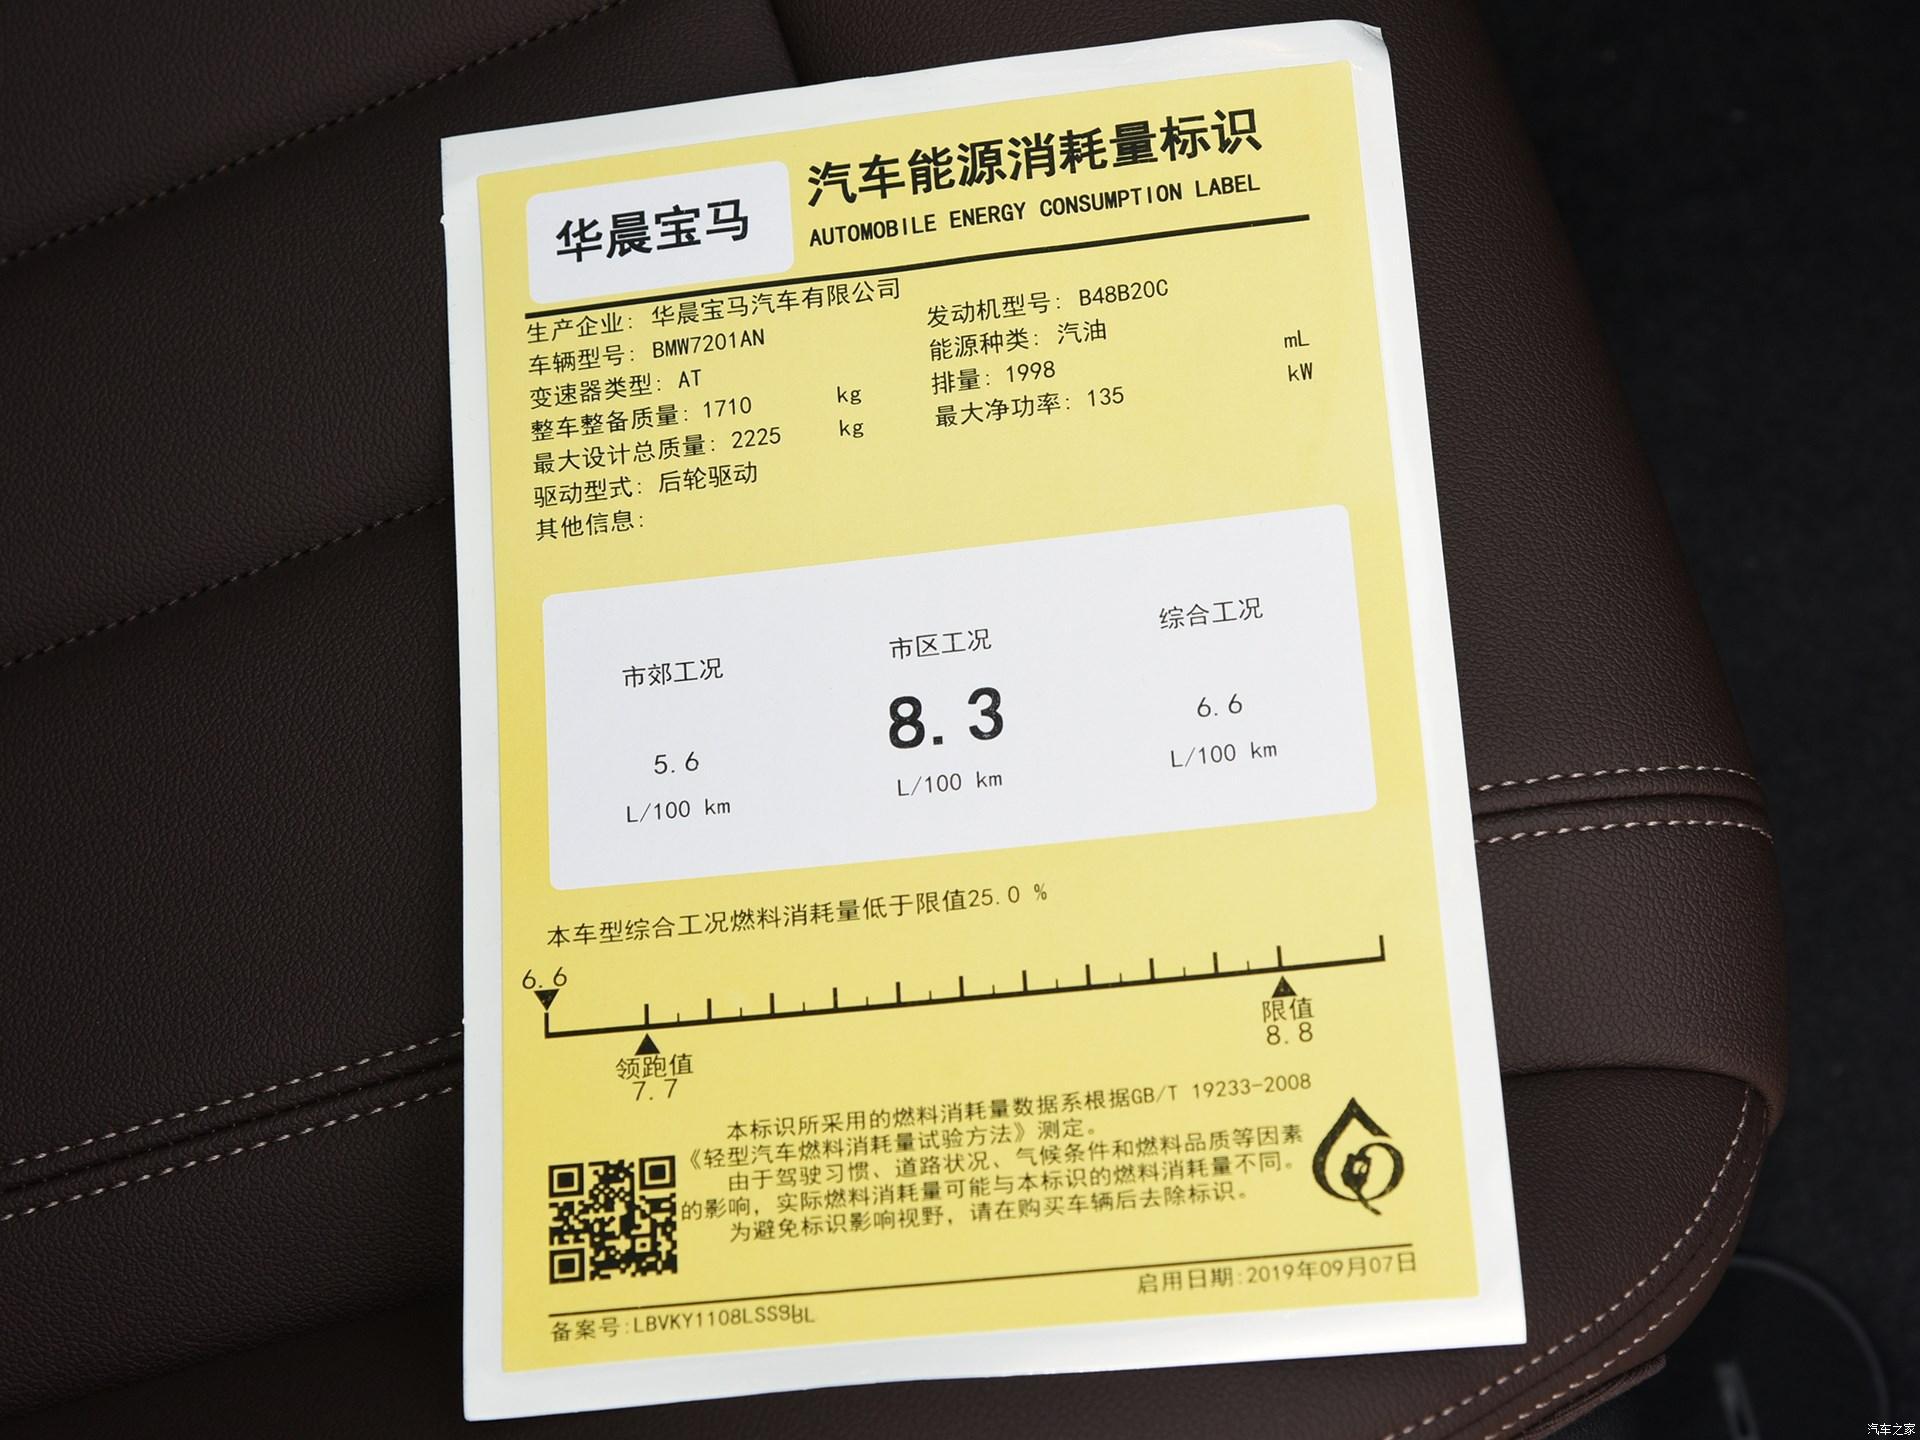 华晨宝马
汽车能源消耗量标识
AUTOMOBILE ENERGY CONSUMPTION LABEL
生产企业: 华晨宝马汽车有限公司
车辆型号: BMW7201AN
变速器类型: AT
整车整备质量: 1710 kg
最大设计总质量: 2225 kg
驱动型式: 后轮驱动
其他信息:
发动机型号: B48B20C
能源种类: 汽油
排量: 1998 mL
最大净功率: 135 kW
市郊工况
5.6
L/100 km
市区工况
8.3
L/100 km
综合工况
6.6
L/100 km
本车型综合工况燃料消耗量低于限值25.0 %
6.6
领跑值
7.7
限值
8.8
本标识所采用的燃料消耗量数据系根据GB/T 19233-2008
《轻型汽车燃料消耗量试验方法》测定。
由于驾驶习惯、道路状况、气候条件和燃料品质等因素
的影响，实际燃料消耗量可能与本标识的燃料消耗量不同。
为避免标识影响视野，请在购买车辆后去除标识。
启用日期:2019年09月07日
备案号:
汽车之家